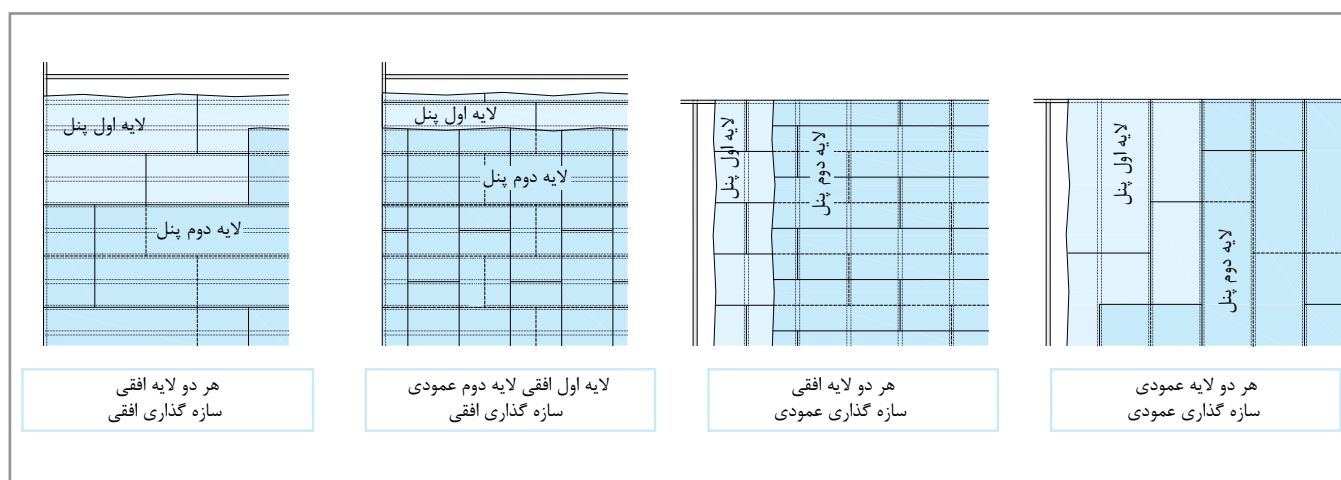 لایه اول پنل
لایه دوم پنل
هر دو لایه عمودی
سازه گذاری عمودی
لایه اول پنل
لایه دوم پنل
هر دو لایه افقی
سازه گذاری عمودی
لایه اول پنل
لایه دوم پنل
لایه اول افقی لایه دوم عمودی
سازه گذاری افقی
لایه اول پنل
لایه دوم پنل
هر دو لایه افقی
سازه گذاری افقی